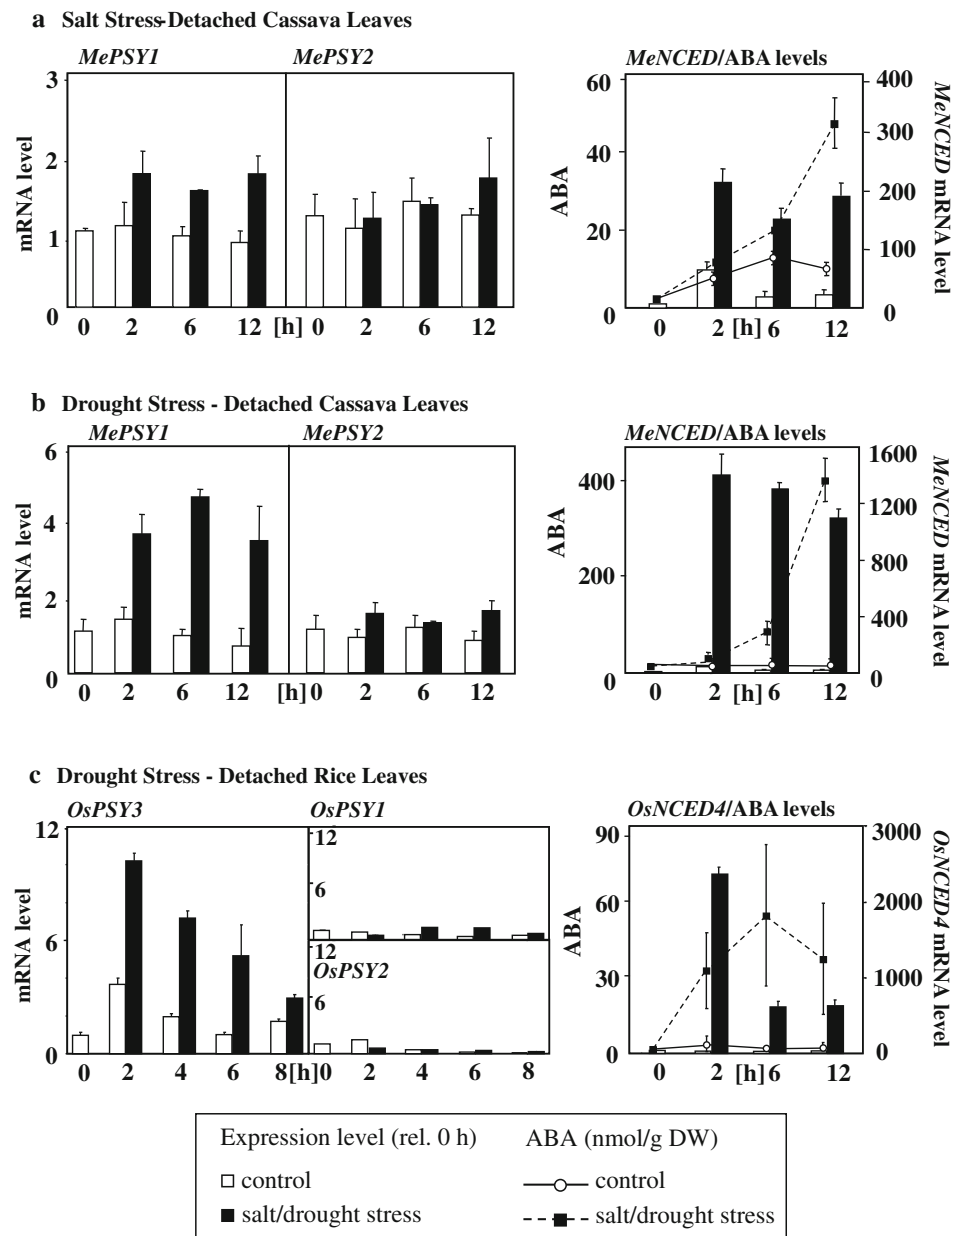 a Salt Stress-Detached Cassava Leaves
MePSY1 MePSY2 MeNCED/ABA levels
mRNA level
3
2
1
0
0 2 6 12 [h] 0 2 6 12
ABA
60
40
20
0
0 2 [h] 6 12
400
300
200
100
0
MeNCED mRNA level
b Drought Stress - Detached Cassava Leaves
MePSY1 MePSY2 MeNCED/ABA levels
mRNA level
6
4
2
0
0 2 6 12 [h] 0 2 6 12
ABA
400
200
0
0 2 [h] 6 12
1600
1200
800
400
0
MeNCED mRNA level
c Drought Stress - Detached Rice Leaves
OsPSY3 OsPSY1 OsNCED4/ABA levels
mRNA level
12
6
0
0 2 4 6 8 [h] 0 2 4 6 8
12
6
12
OsPSY2
6
ABA
90
60
30
0
0 2 [h] 6 12
3000
2000
1000
0
OsNCED4 mRNA level
Expression level (rel. 0 h) ABA (nmol/g DW)
control control
salt/drought stress salt/drought stress